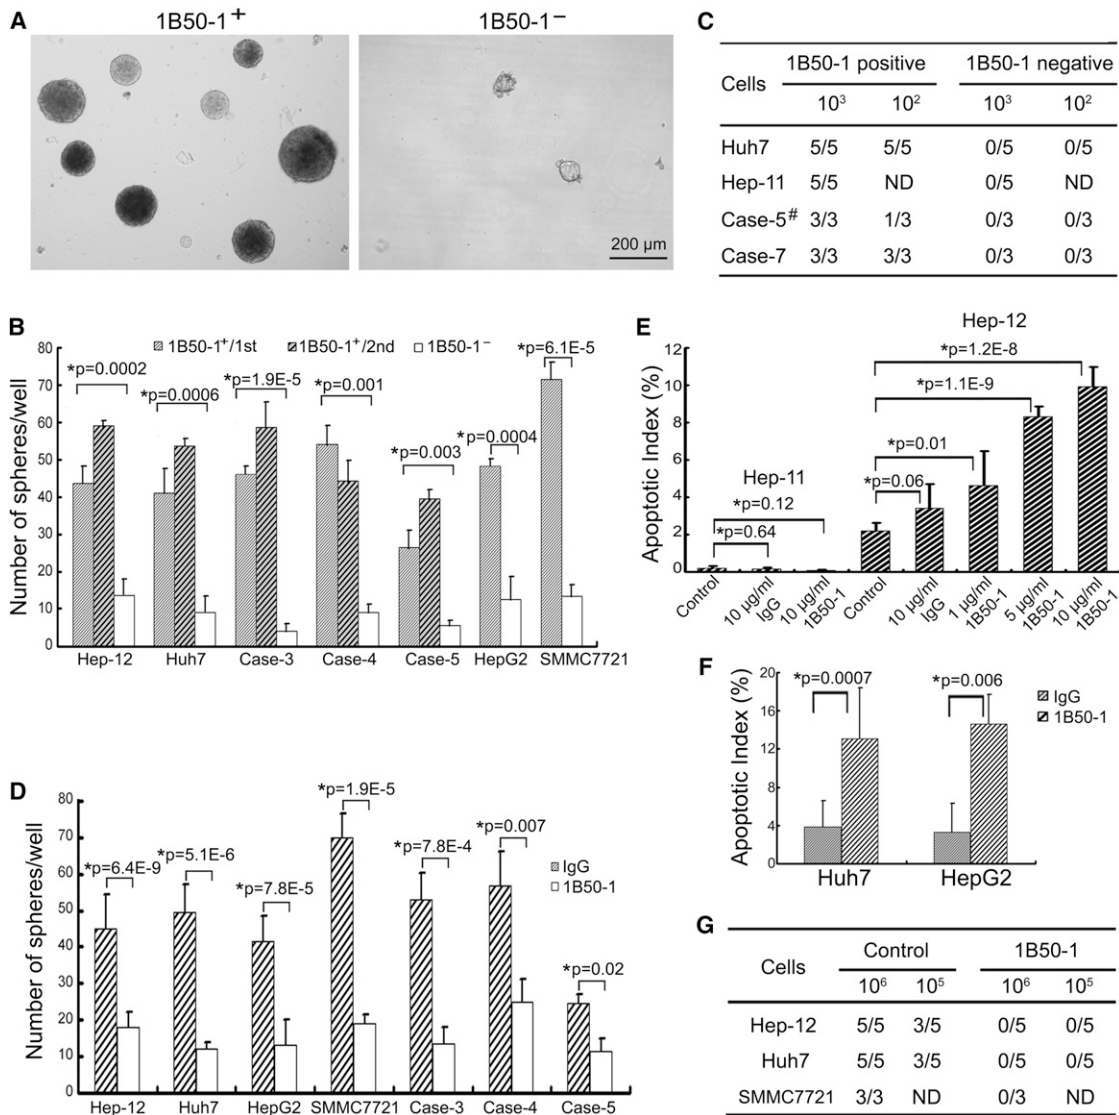 A
1B50-1⁺
1B50-1⁻
200 µm
C
Cells
1B50-1 positive
1B50-1 negative
10³ 10² 10³ 10²
Huh7 5/5 5/5 0/5 0/5
Hep-11 5/5 ND 0/5 ND
Case-5# 3/3 1/3 0/3 0/3
Case-7 3/3 3/3 0/3 0/3
B
1B50-1⁺/1st 1B50-1⁺/2nd 1B50-1⁻
Number of spheres/well
80
70
60
50
40
30
20
10
0
*p=0.0002
*p=0.0006
*p=1.9E-5
*p=0.001
*p=0.003
*p=0.0004
*p=6.1E-5
Hep-12 Huh7 Case-3 Case-4 Case-5 HepG2 SMMC7721
E
Hep-12
Apoptotic Index (%)
12
10
8
6
4
2
0
*p=1.2E-8
*p=1.1E-9
*p=0.01
*p=0.06
Hep-11
*p=0.12
*p=0.64
Control
10 µg/ml
IgG
10 µg/ml
1B50-1
Control
10 µg/ml
IgG
1 µg/ml
1B50-1
5 µg/ml
1B50-1
10 µg/ml
1B50-1
F
Apoptotic Index (%)
20
16
12
8
4
0
*p=0.0007
*p=0.006
IgG
1B50-1
Huh7 HepG2
D
Number of spheres/well
80
70
60
50
40
30
20
10
0
*p=6.4E-9
*p=5.1E-6
*p=7.8E-5
*p=1.9E-5
*p=7.8E-4
*p=0.007
*p=0.02
IgG
1B50-1
Hep-12 Huh7 HepG2 SMMC7721 Case-3 Case-4 Case-5
G
Cells
Control
1B50-1
10⁶ 10⁵ 10⁶ 10⁵
Hep-12 5/5 3/5 0/5 0/5
Huh7 5/5 3/5 0/5 0/5
SMMC7721 3/3 ND 0/3 ND